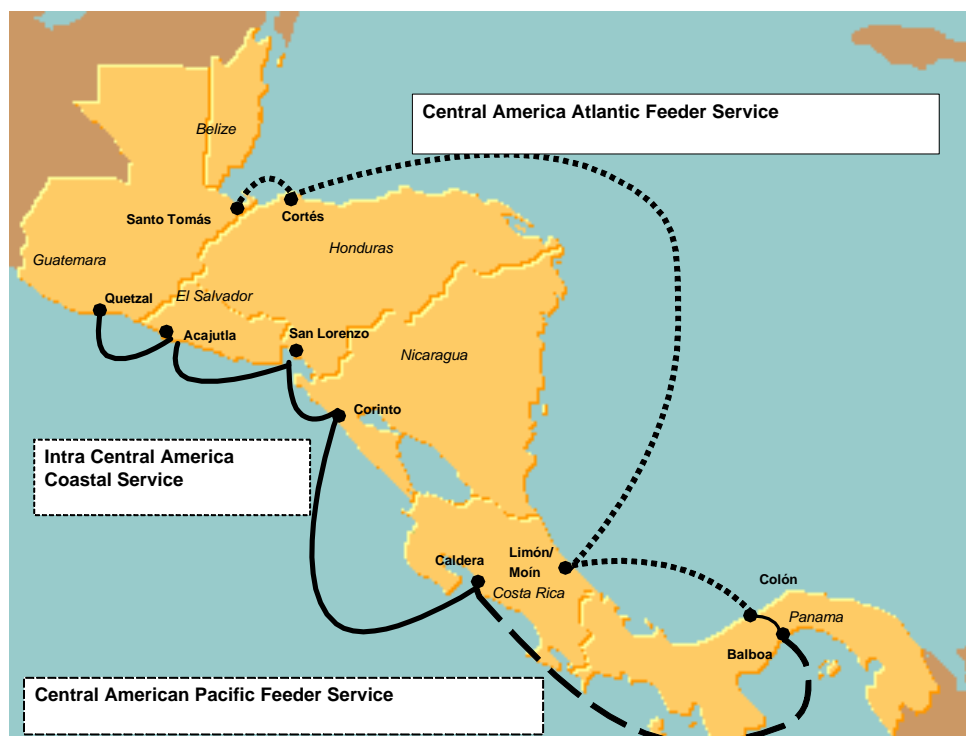 Central America Atlantic Feeder Service
Belize
Santo Tomás
Cortés
Honduras
Guatemara
El Salvador
Quetzal
Acajutla
San Lorenzo
Nicaragua
Corinto
Intra Central America
Coastal Service
Caldera
Limón/
Moín
Costa Rica
Colón
Panama
Balboa
Central American Pacific Feeder Service